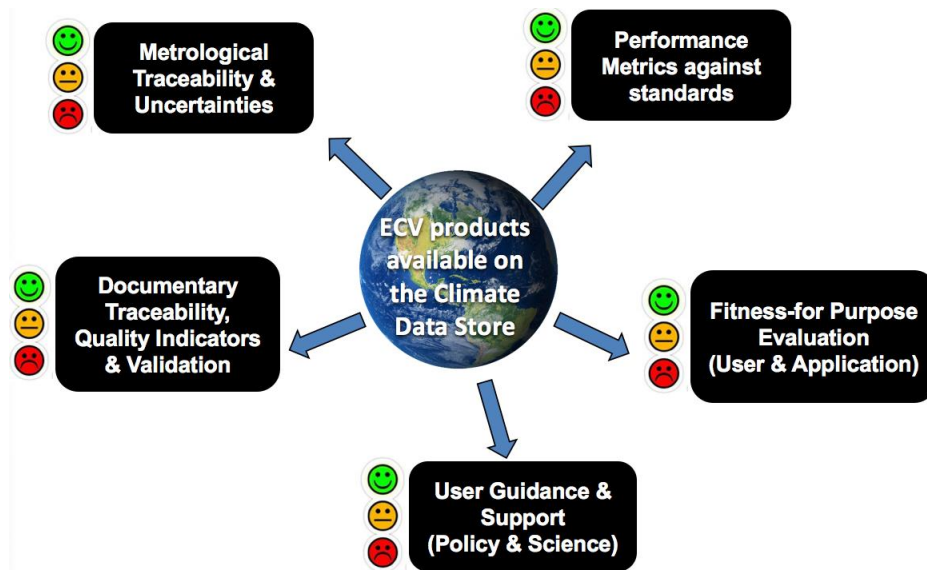 Metrological
Traceability &
Uncertainties
Performance
Metrics against
standards
ECV products
available on
the Climate
Data Store
Documentary
Traceability,
Quality Indicators
& Validation
Fitness-for Purpose
Evaluation
(User & Application)
User Guidance &
Support
(Policy & Science)